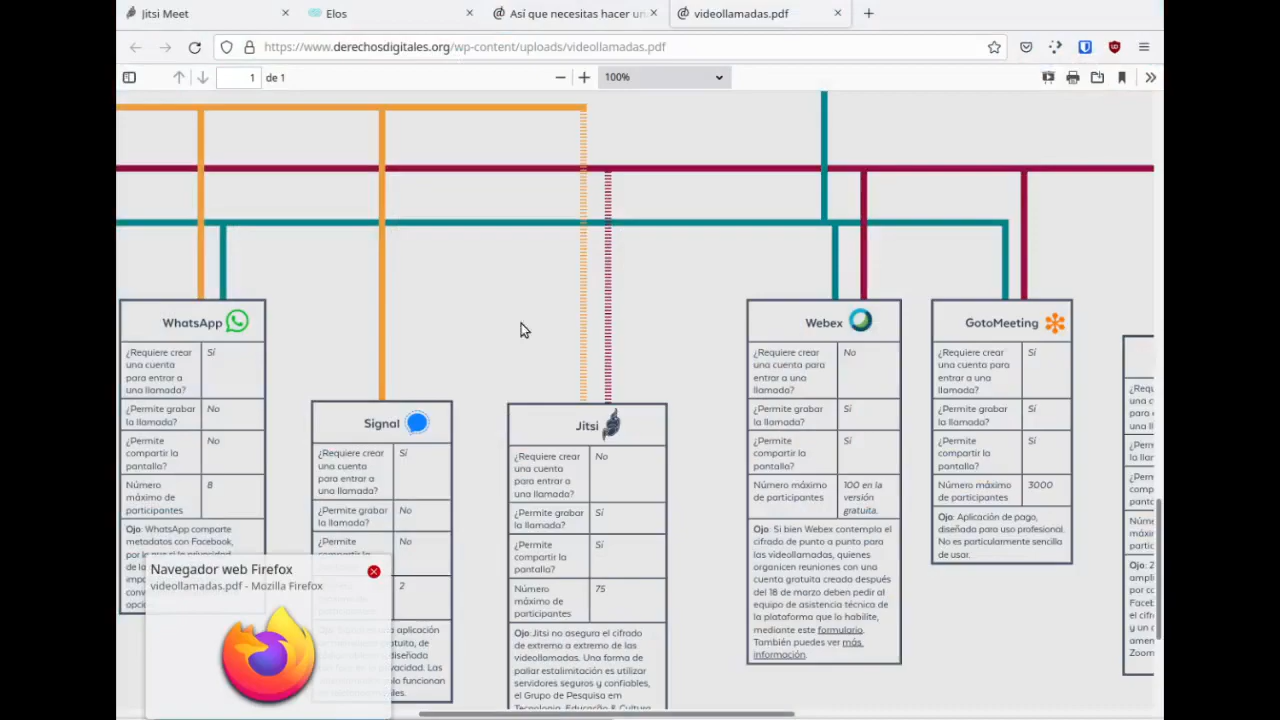 Jitsi Meet
Elos
Así que necesitas hacer un
videollamadas.pdf
https://www.derechosdigitales.org/wp-content/uploads/videollamadas.pdf
1
de 1
100%
WhatsApp
¿Requiere crear
una cuenta
para entrar a
una llamada?
Sí
¿Permite grabar
la llamada?
No
¿Permite
compartir la
pantalla?
No
Número
máximo de
participantes
8
Ojo: WhatsApp comparte
metadatos con Facebook,
Signal
¿Requiere crear
una cuenta
para entrar a
una llamada?
Sí
¿Permite grabar
la llamada?
No
¿Permite
compartir la
No
2
Jitsi
¿Requiere crear
una cuenta
para entrar a
una llamada?
No
¿Permite grabar
la llamada?
Sí
¿Permite
compartir la
pantalla?
Sí
Número
máximo de
participantes
75
Ojo: Jitsi no asegura el cifrado
de extremo a extremo de las
videollamadas. Una forma de
paliar estalimitación es utilizar
servidores seguros y confiables,
el Grupo de Pesquisa em
Tecnologia, Educação & Cultura
Webex
¿Requiere crear
una cuenta para
entrar a una
llamada?
No
¿Permite grabar
la llamada?
Sí
¿Permite
compartir la
pantalla?
Sí
Número máximo
de participantes
100 en la
versión
gratuita.
Ojo: Si bien Webex contempla el
cifrado de punto a punto para
las videollamadas, quienes
organicen reuniones con una
cuenta gratuita creada después
del 18 de marzo deben pedir al
equipo de asistencia técnica de
la plataforma que lo habilite,
mediante este formulario.
También puedes ver más
información.
GotoMeeting
¿Requiere crear
una cuenta para
entrar a una
llamada?
Sí
¿Permite grabar
la llamada?
Sí
¿Permite
compartir la
pantalla?
Sí
Número máximo
de participantes
3000
Ojo: Aplicación de pago,
diseñada para uso profesional.
No es particularmente sencilla
de usar.
Navegador web Firefox
videollamadas.pdf - Mozilla Firefox